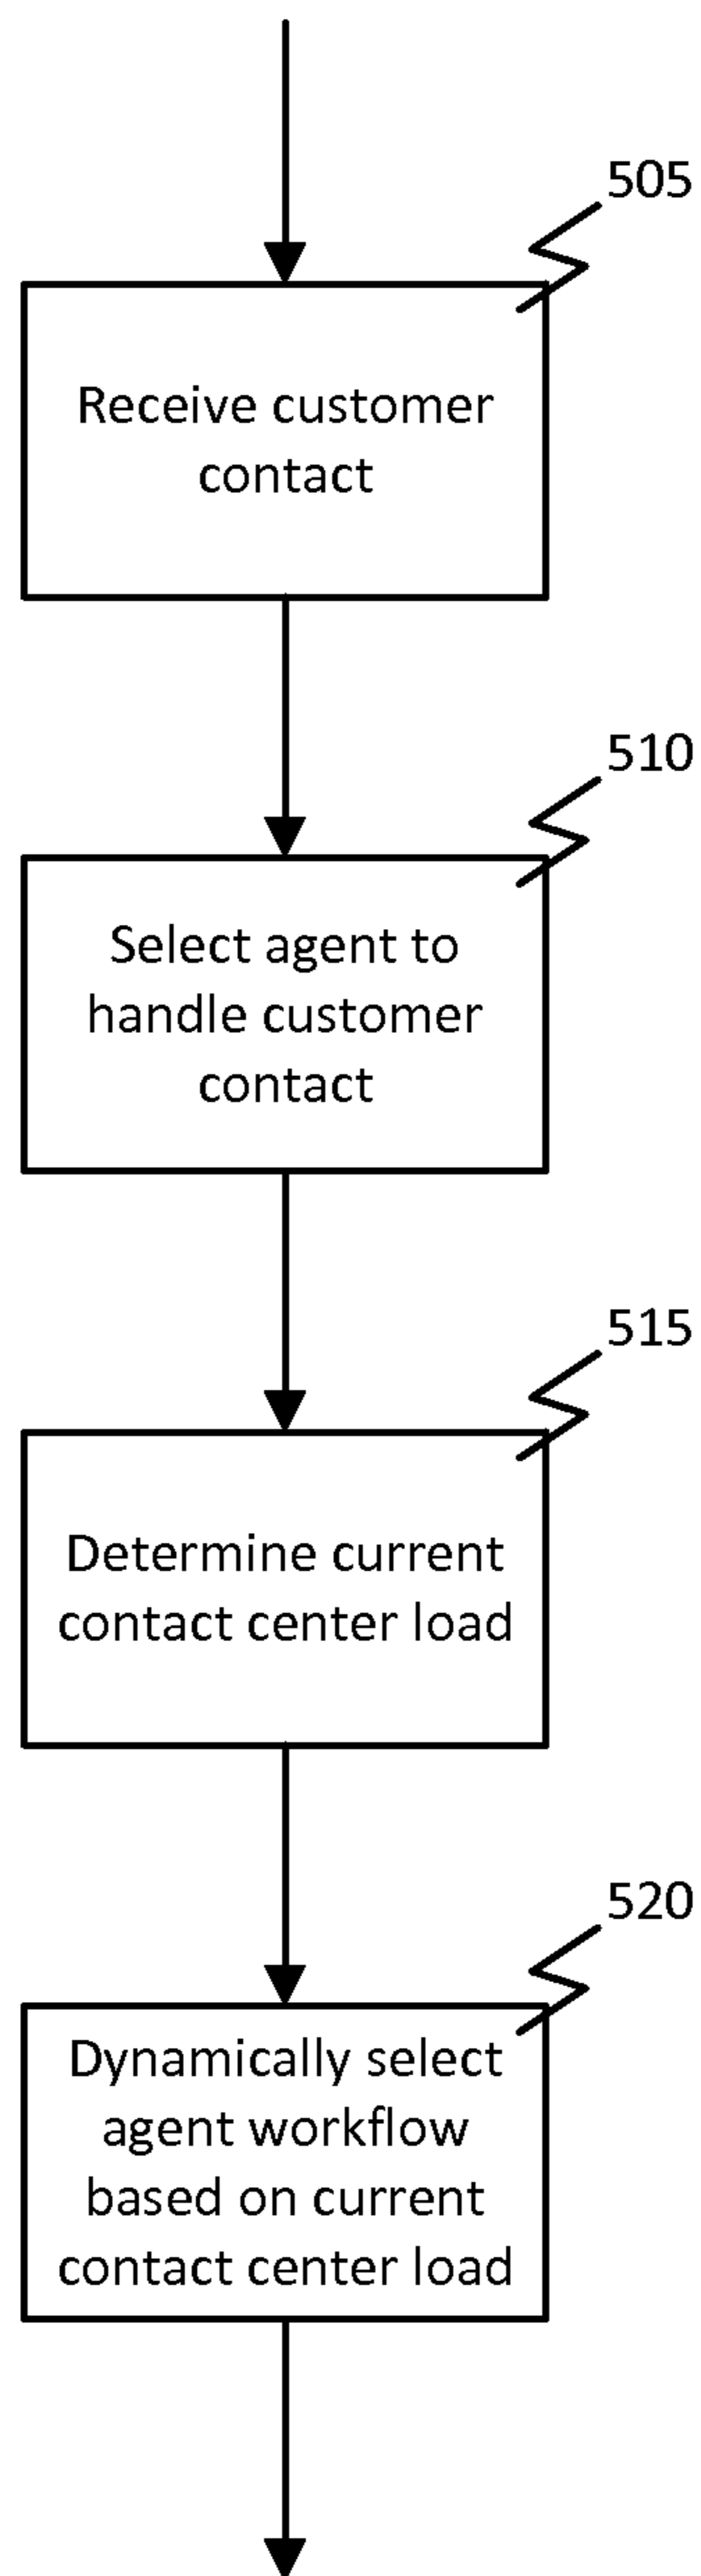 505
Receive customer
contact
510
Select agent to
handle customer
contact
515
Determine current
contact center load
520
Dynamically select
agent workflow
based on current
contact center load